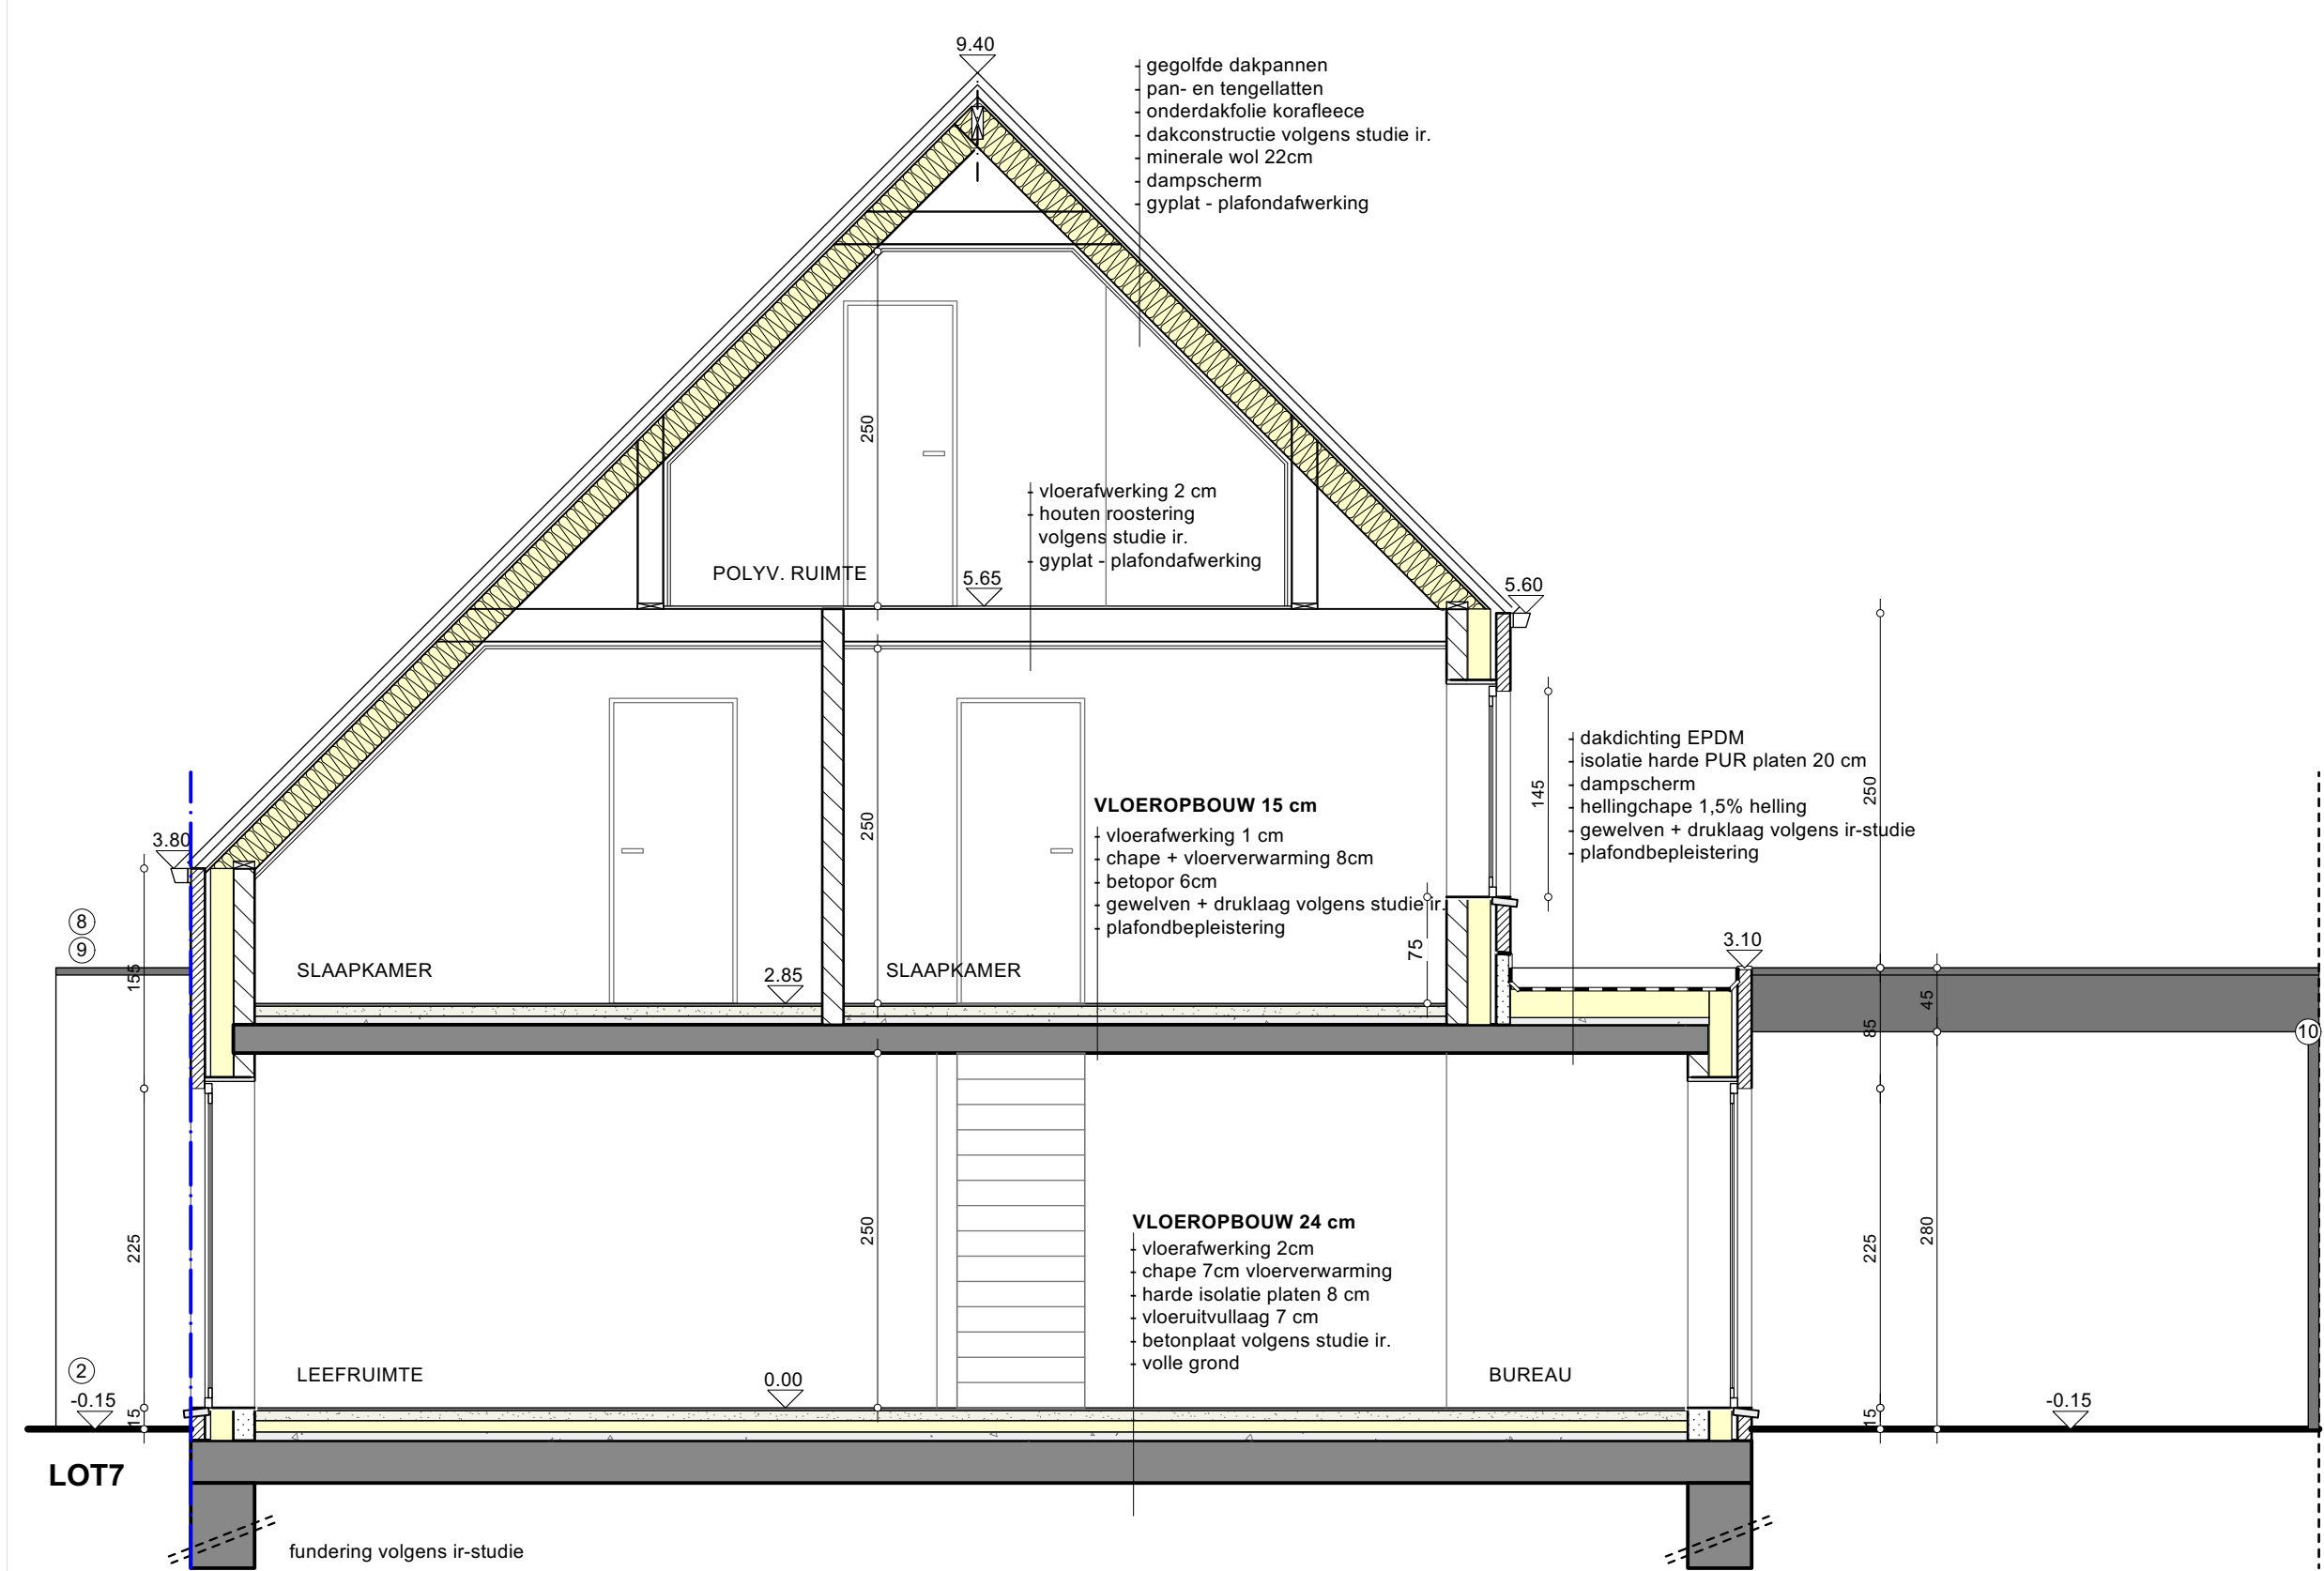 9.40
- gegolfde dakpannen
- pan- en tengellatten
- onderdakfolie korafleece
- dakconstructie volgens studie ir.
- minerale wol 22cm
- dampscherm
- gyplat - plafondafwerking
250
- vloerafwerking 2 cm
- houten roostering
volgens studie ir.
- gyplat - plafondafwerking
POLYV. RUIMTE
5.65
5.60
- dakdichting EPDM
- isolatie harde PUR platen 20 cm
- dampscherm
- hellingchape 1,5% helling
- gewelven + druklaag volgens ir-studie
- plafondbepleistering
145
250
VLOEROPBOUW 15 cm
- vloerafwerking 1 cm
- chape + vloerverwarming 8cm
- betopor 6cm
- gewelven + druklaag volgens studie ir.
- plafondbepleistering
250
3.80
8
9
155
75
3.10
SLAAPKAMER
2.85
SLAAPKAMER
45
85
10
VLOEROPBOUW 24 cm
- vloerafwerking 2cm
- chape 7cm vloerverwarming
- harde isolatie platen 8 cm
- vloeruitvullaag 7 cm
- betonplaat volgens studie ir.
- volle grond
225
250
225
280
2
LEEFRUIMTE
0.00
BUREAU
-0.15
15
15
-0.15
LOT7
fundering volgens ir-studie